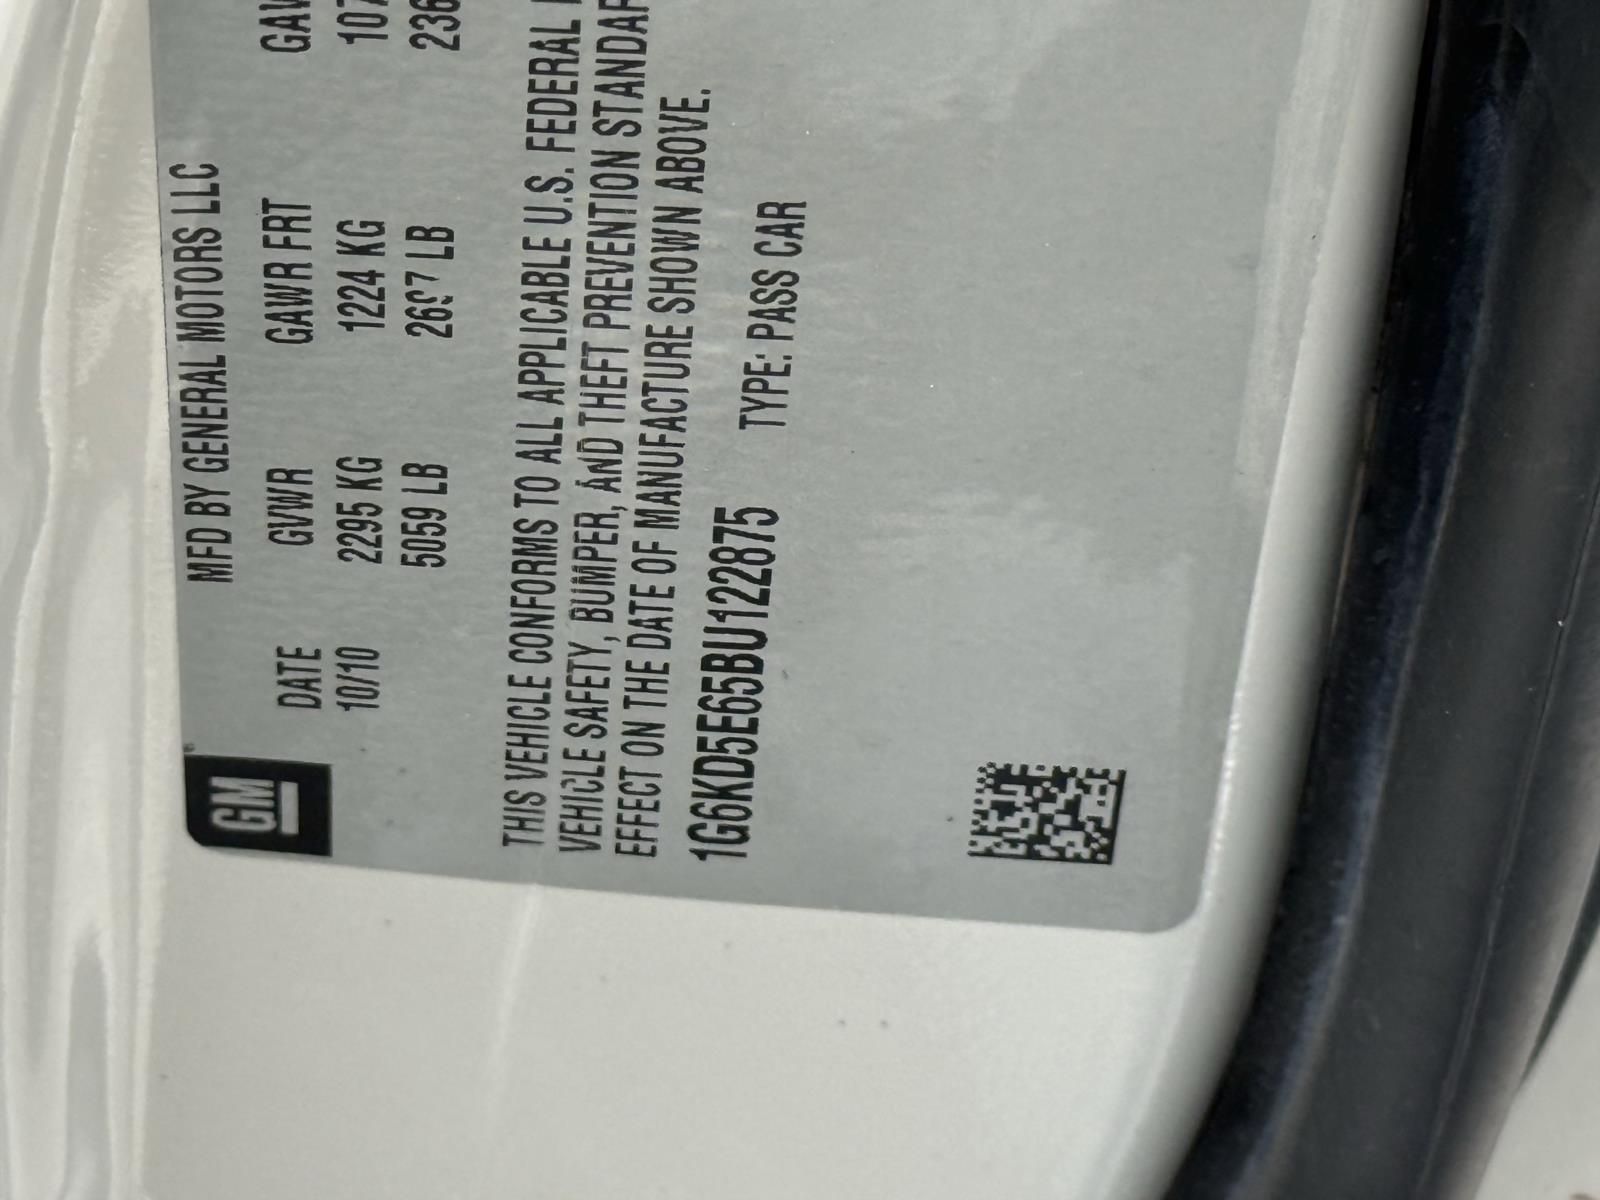 GM
MFD BY GENERAL MOTORS LLC
DATE GVWR GAWR FRT
10/10 2295 KG 1224 KG
5059 LB 2697 LB
THIS VEHICLE CONFORMS TO ALL APPLICABLE U.S. FEDERAL
VEHICLE SAFETY, BUMPER, AND THEFT PREVENTION
EFFECT ON THE DATE OF MANUFACTURE SHOWN ABOVE.
1G6KD5E65BU122875 TYPE: PASS CAR